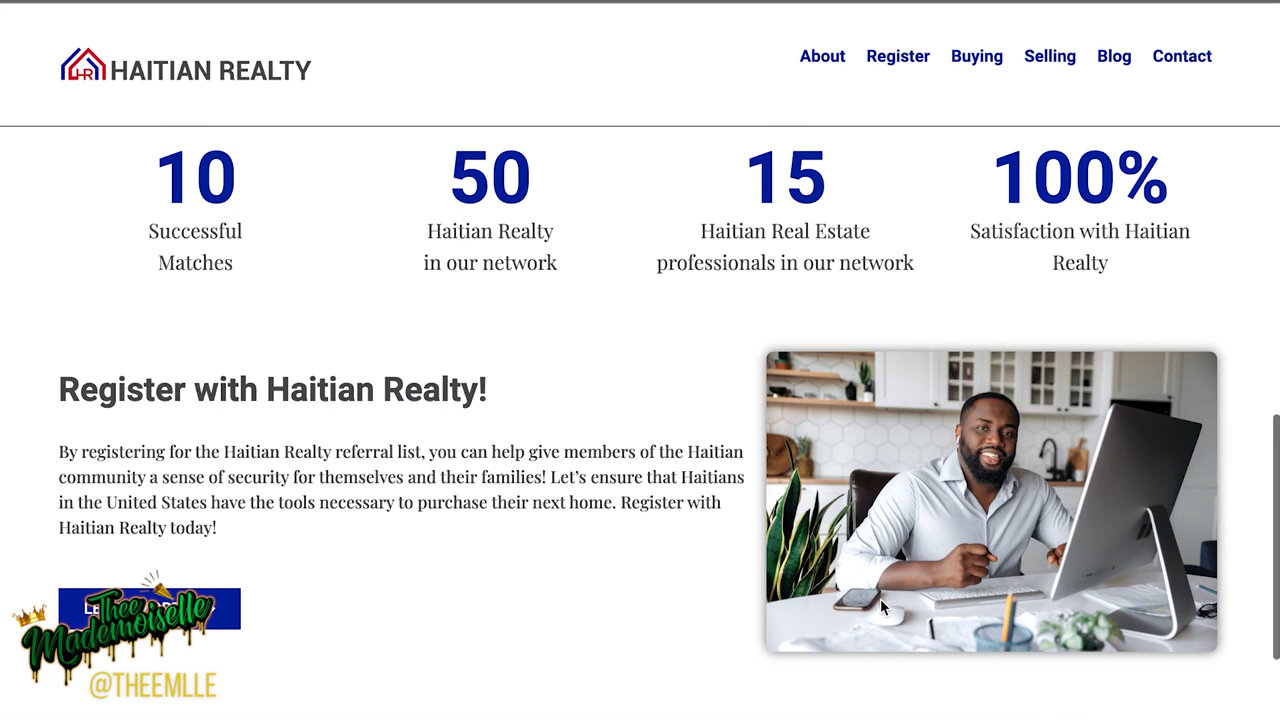 HR HAITIAN REALTY
About Register Buying Selling Blog Contact
10
Successful
Matches
50
Haitian Realty
in our network
15
Haitian Real Estate
professionals in our network
100%
Satisfaction with Haitian
Realty
Register with Haitian Realty!
By registering for the Haitian Realty referral list, you can help give members of the Haitian
community a sense of security for themselves and their families! Let’s ensure that Haitians
in the United States have the tools necessary to purchase their next home. Register with
Haitian Realty today!
Thee
Mademoiselle
@THEEMLLE